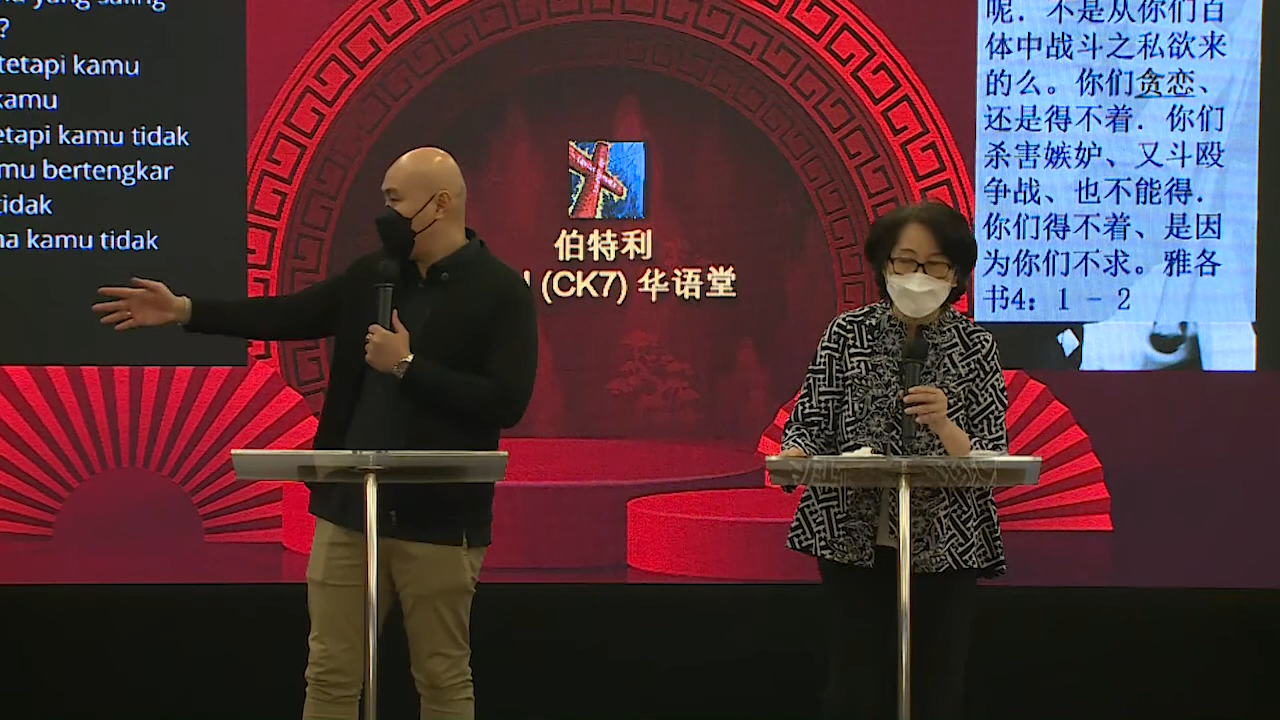 yang saling
?
tetapi kamu
kamu
etapi kamu tidak
mu bertengkar
tidak
na kamu tidak
伯特利
(CK7) 华语堂
呢．不是从你们百
体中战斗之私欲来
的么。你们贪恋、
还是得不着．你们
杀害嫉妒、又斗殴
争战、也不能得．
你们得不着、是因
为你们不求。雅各
书4：1 - 2